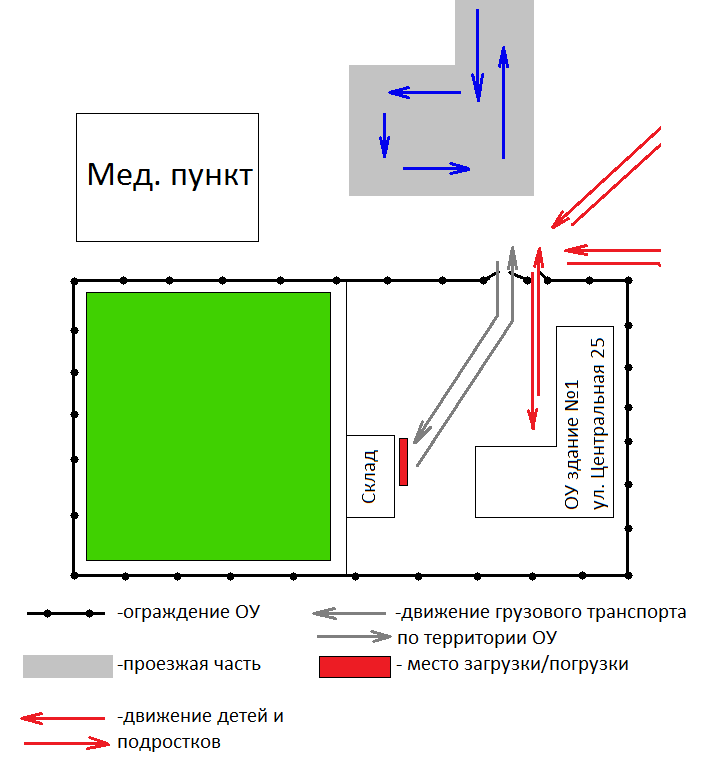 Мед. пункт
Склад
ОУ здание №1
ул. Центральная 25
-ограждение ОУ
-движение грузового транспорта
по территории ОУ
-проезжая часть
- место загрузки/погрузки
-движение детей и
подростков